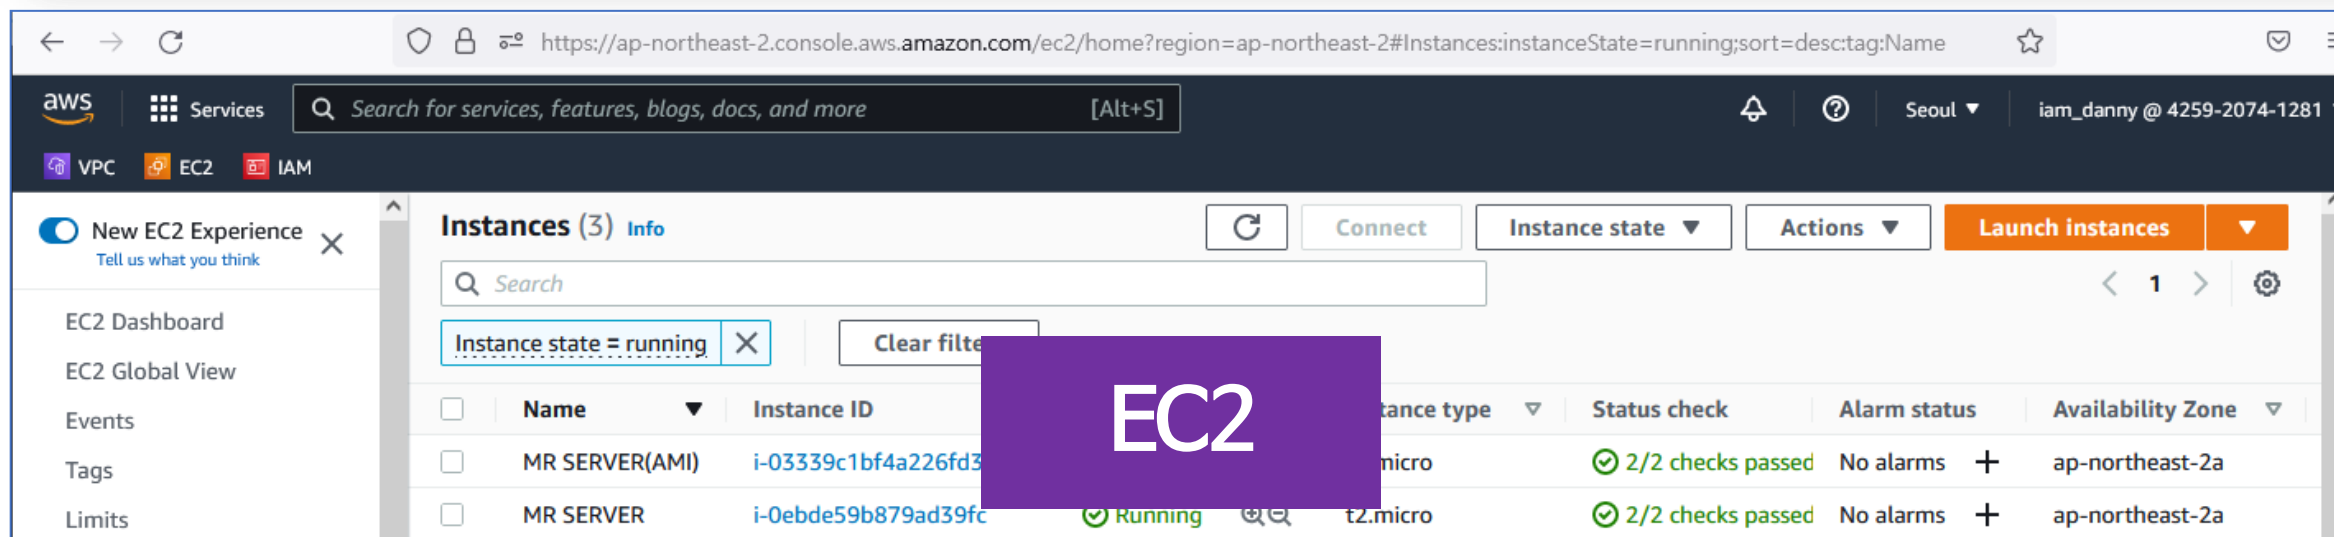 https://ap-northeast-2.console.aws.amazon.com/ec2/home?region=ap-northeast-2#Instances:instanceState=running;sort=desc:tag:Name
aws Services Search for services, features, blogs, docs, and more [Alt+S] Seoul iam_danny @ 4259-2074-1281
VPC EC2 IAM
New EC2 Experience
Tell us what you think
EC2 Dashboard
EC2 Global View
Events
Tags
Limits
Instances (3) Info Connect Instance state Actions Launch instances
Search
1
Instance state = running Clear filte
EC2
Name Instance ID tance type Status check Alarm status Availability Zone
MR SERVER(AMI) i-03339c1bf4a226fd3 micro 2/2 checks passed No alarms + ap-northeast-2a
MR SERVER i-0ebde59b879ad39fc Running t2.micro 2/2 checks passed No alarms + ap-northeast-2a